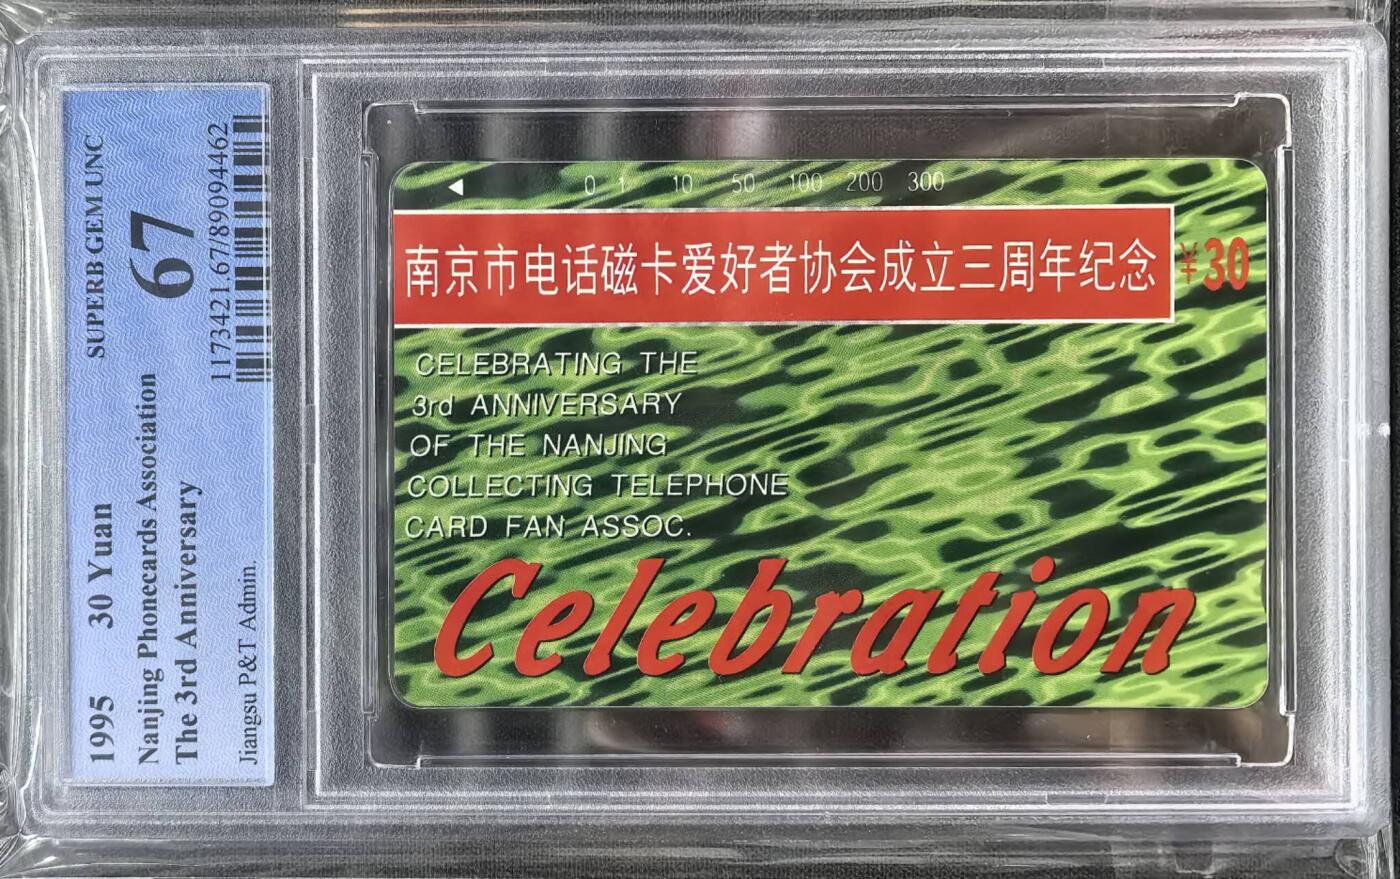 SUPERB GEM UNC
67
1173421.67/89094462
1995 30 Yuan
Nanjing Phonecards Association
The 3rd Anniversary
Jiangsu P&T Admin.
0 1 10 50 100 200 300
南京市电话磁卡爱好者协会成立三周年纪念
¥30
CELEBRATING THE
3rd ANNIVERSARY
OF THE NANJING
COLLECTING TELEPHONE
CARD FAN ASSOC.
Celebration